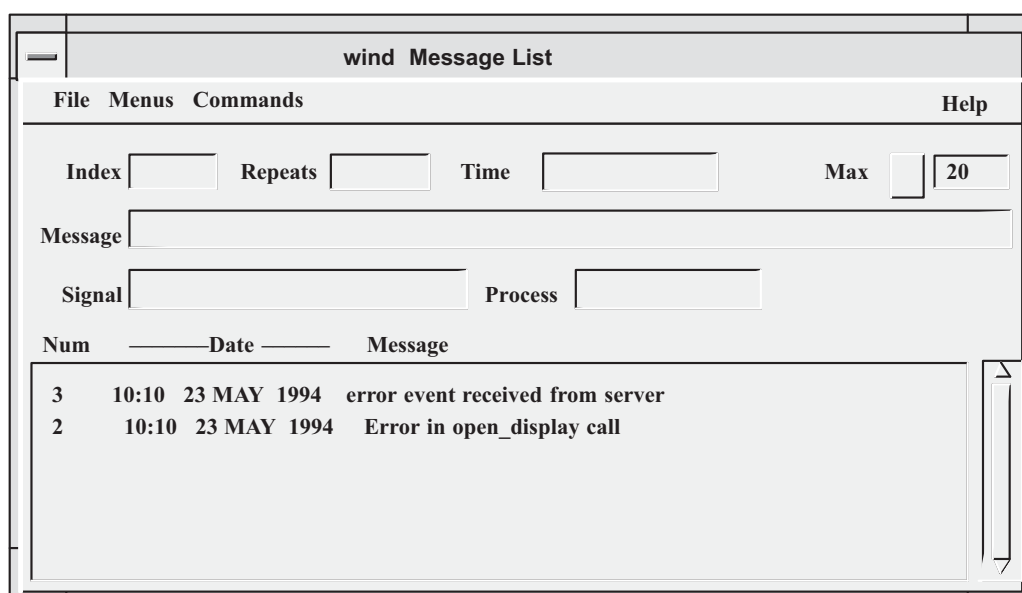 wind Message List
File Menus Commands Help
Index Repeats Time Max 20
Message
Signal Process
Num ————Date ———— Message
3 10:10 23 MAY 1994 error event received from server
2 10:10 23 MAY 1994 Error in open_display call